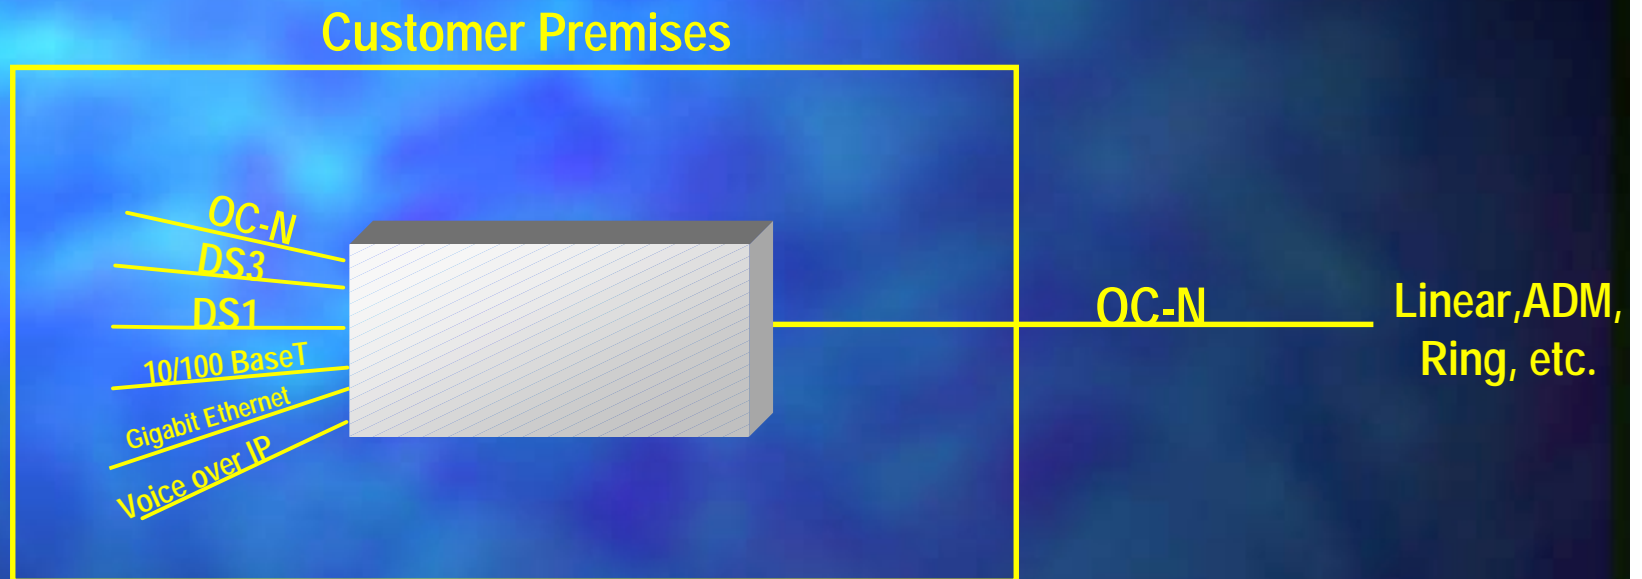 Customer Premises
OC-N
DS3
DS1
10/100 BaseT
Gigabit Ethernet
Voice over IP
OC-N
Linear,ADM,
Ring, etc.